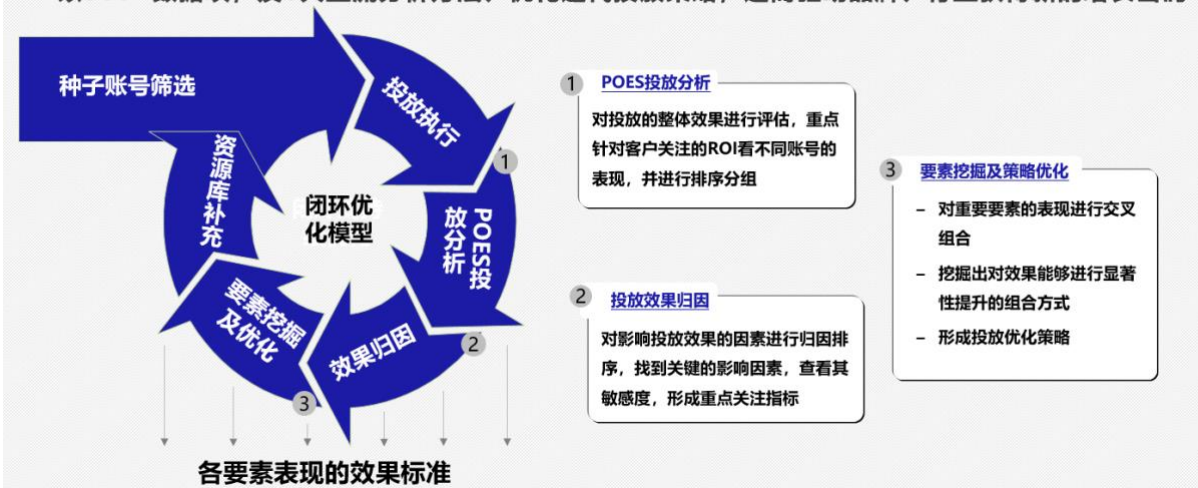 种子账号筛选
投放执行
1
POES投
放分析
2
效果归因
3
要素挖掘
及优化
资源库补充
闭环优
化模型
各要素表现的效果标准
1 POES投放分析
对投放的整体效果进行评估，重点
针对客户关注的ROI看不同账号的
表现，并进行排序分组
2 投放效果归因
对影响投放效果的因素进行归因排
序，找到关键的影响因素，查看其
敏感度，形成重点关注指标
3 要素挖掘及策略优化
– 对重要要素的表现进行交叉
组合
– 挖掘出对效果能够进行显著
性提升的组合方式
– 形成投放优化策略